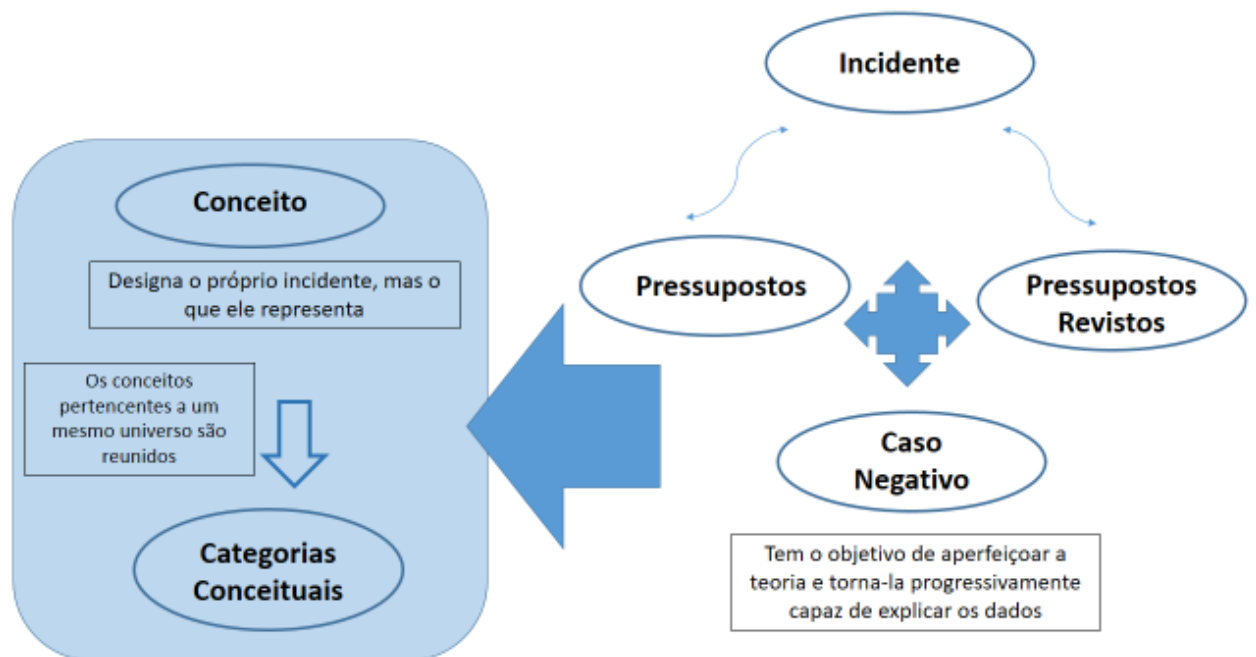 Incidente
Conceito
Designa o próprio incidente, mas o
que ele representa
Os conceitos
pertencentes a um
mesmo universo são
reunidos
Categorias
Conceituais
Pressupostos
Pressupostos
Revistos
Caso
Negativo
Tem o objetivo de aperfeiçoar a
teoria e torna-la progressivamente
capaz de explicar os dados